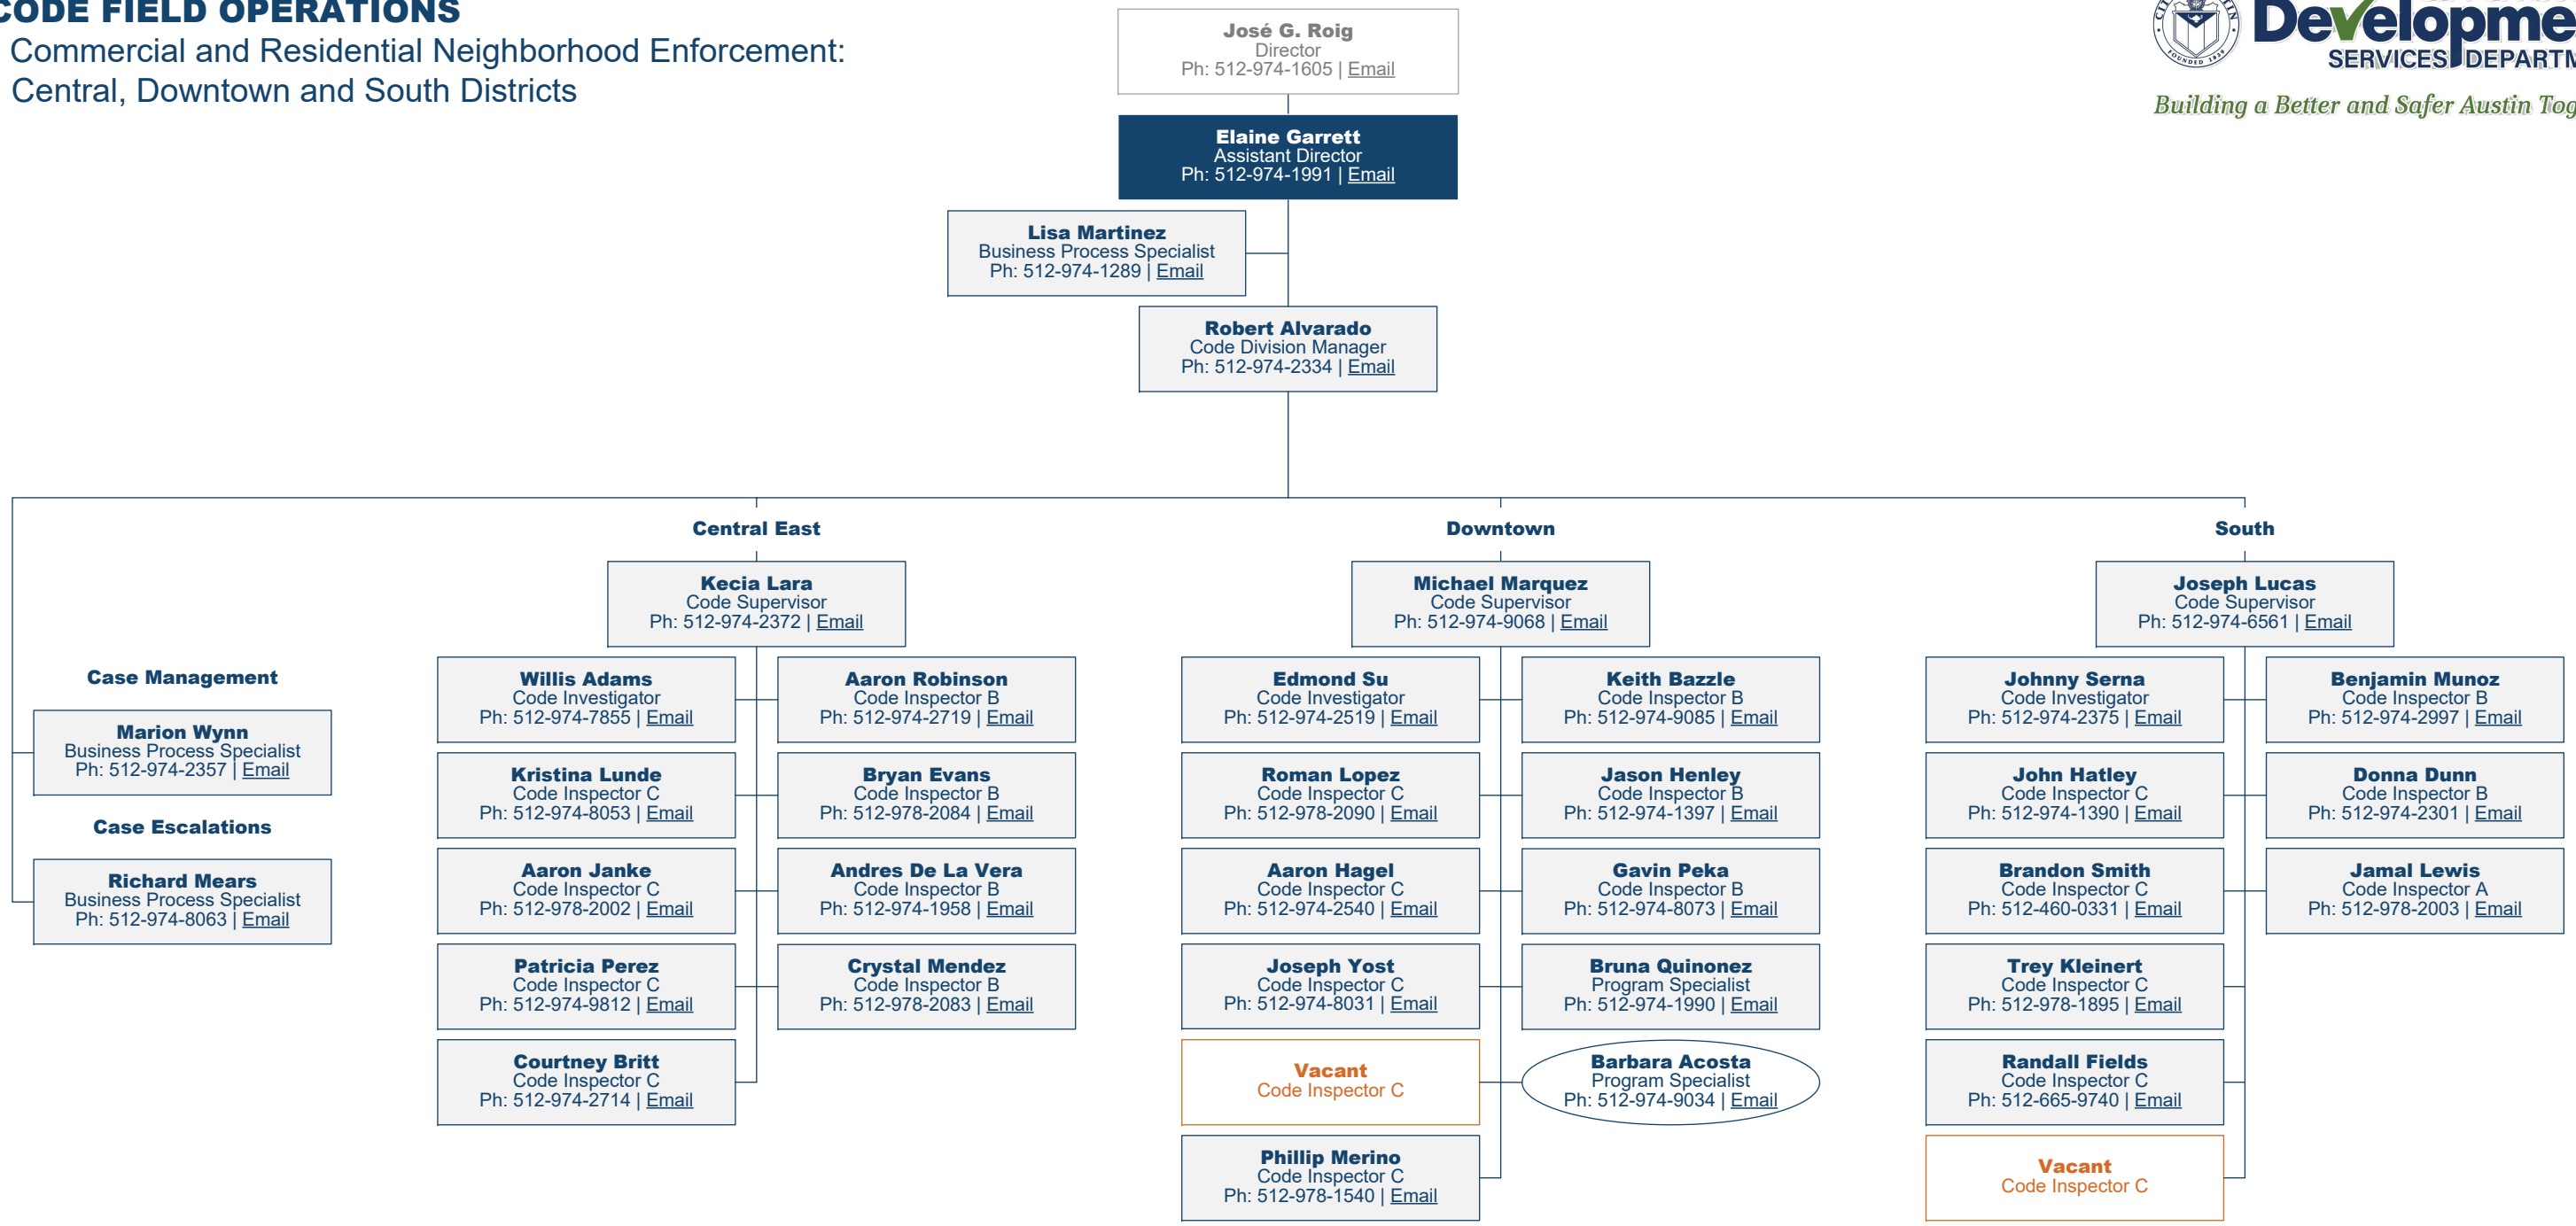 CODE FIELD OPERATIONS
Commercial and Residential Neighborhood Enforcement:
Central, Downtown and South Districts
SERVICES DEPARTM
FOUNDED 1839
Building a Better and Safer Austin Tog
José G. Roig
Director
Ph: 512-974-1605 | Email
Elaine Garrett
Assistant Director
Ph: 512-974-1991 | Email
Lisa Martinez
Business Process Specialist
Ph: 512-974-1289 | Email
Robert Alvarado
Code Division Manager
Ph: 512-974-2334 | Email
Case Management
Marion Wynn
Business Process Specialist
Ph: 512-974-2357 | Email
Case Escalations
Richard Mears
Business Process Specialist
Ph: 512-974-8063 | Email
Central East
Kecia Lara
Code Supervisor
Ph: 512-974-2372 | Email
Willis Adams
Code Investigator
Ph: 512-974-7855 | Email
Aaron Robinson
Code Inspector B
Ph: 512-974-2719 | Email
Kristina Lunde
Code Inspector C
Ph: 512-974-8053 | Email
Bryan Evans
Code Inspector B
Ph: 512-978-2084 | Email
Aaron Janke
Code Inspector C
Ph: 512-978-2002 | Email
Andres De La Vera
Code Inspector B
Ph: 512-974-1958 | Email
Patricia Perez
Code Inspector C
Ph: 512-974-9812 | Email
Crystal Mendez
Code Inspector B
Ph: 512-978-2083 | Email
Courtney Britt
Code Inspector C
Ph: 512-974-2714 | Email
Downtown
Michael Marquez
Code Supervisor
Ph: 512-974-9068 | Email
Edmond Su
Code Investigator
Ph: 512-974-2519 | Email
Keith Bazzle
Code Inspector B
Ph: 512-974-9085 | Email
Roman Lopez
Code Inspector C
Ph: 512-978-2090 | Email
Jason Henley
Code Inspector B
Ph: 512-974-1397 | Email
Aaron Hagel
Code Inspector C
Ph: 512-974-2540 | Email
Gavin Peka
Code Inspector B
Ph: 512-974-8073 | Email
Joseph Yost
Code Inspector C
Ph: 512-974-8031 | Email
Bruna Quinonez
Program Specialist
Ph: 512-974-1990 | Email
Vacant
Code Inspector C
Barbara Acosta
Program Specialist
Ph: 512-974-9034 | Email
Phillip Merino
Code Inspector C
Ph: 512-978-1540 | Email
South
Joseph Lucas
Code Supervisor
Ph: 512-974-6561 | Email
Johnny Serna
Code Investigator
Ph: 512-974-2375 | Email
Benjamin Munoz
Code Inspector B
Ph: 512-974-2997 | Email
John Hatley
Code Inspector C
Ph: 512-974-1390 | Email
Donna Dunn
Code Inspector B
Ph: 512-974-2301 | Email
Brandon Smith
Code Inspector C
Ph: 512-460-0331 | Email
Jamal Lewis
Code Inspector A
Ph: 512-978-2003 | Email
Trey Kleinert
Code Inspector C
Ph: 512-978-1895 | Email
Randall Fields
Code Inspector C
Ph: 512-665-9740 | Email
Vacant
Code Inspector C